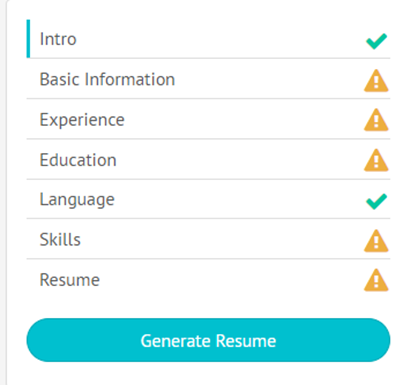 Intro
Basic Information
Experience
Education
Language
Skills
Resume
Generate Resume